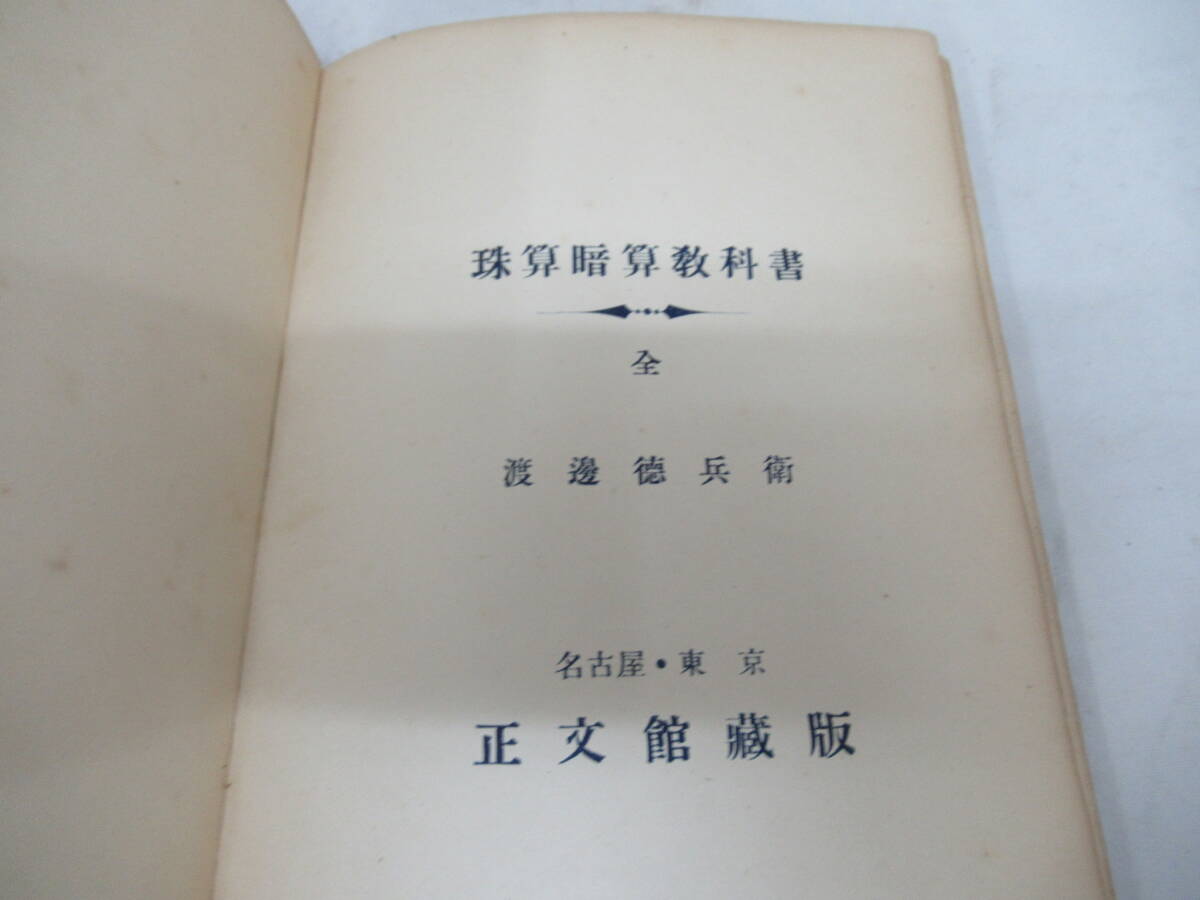 珠算暗算教科書
全
渡邊德兵衛
名古屋・東京
正文館藏版